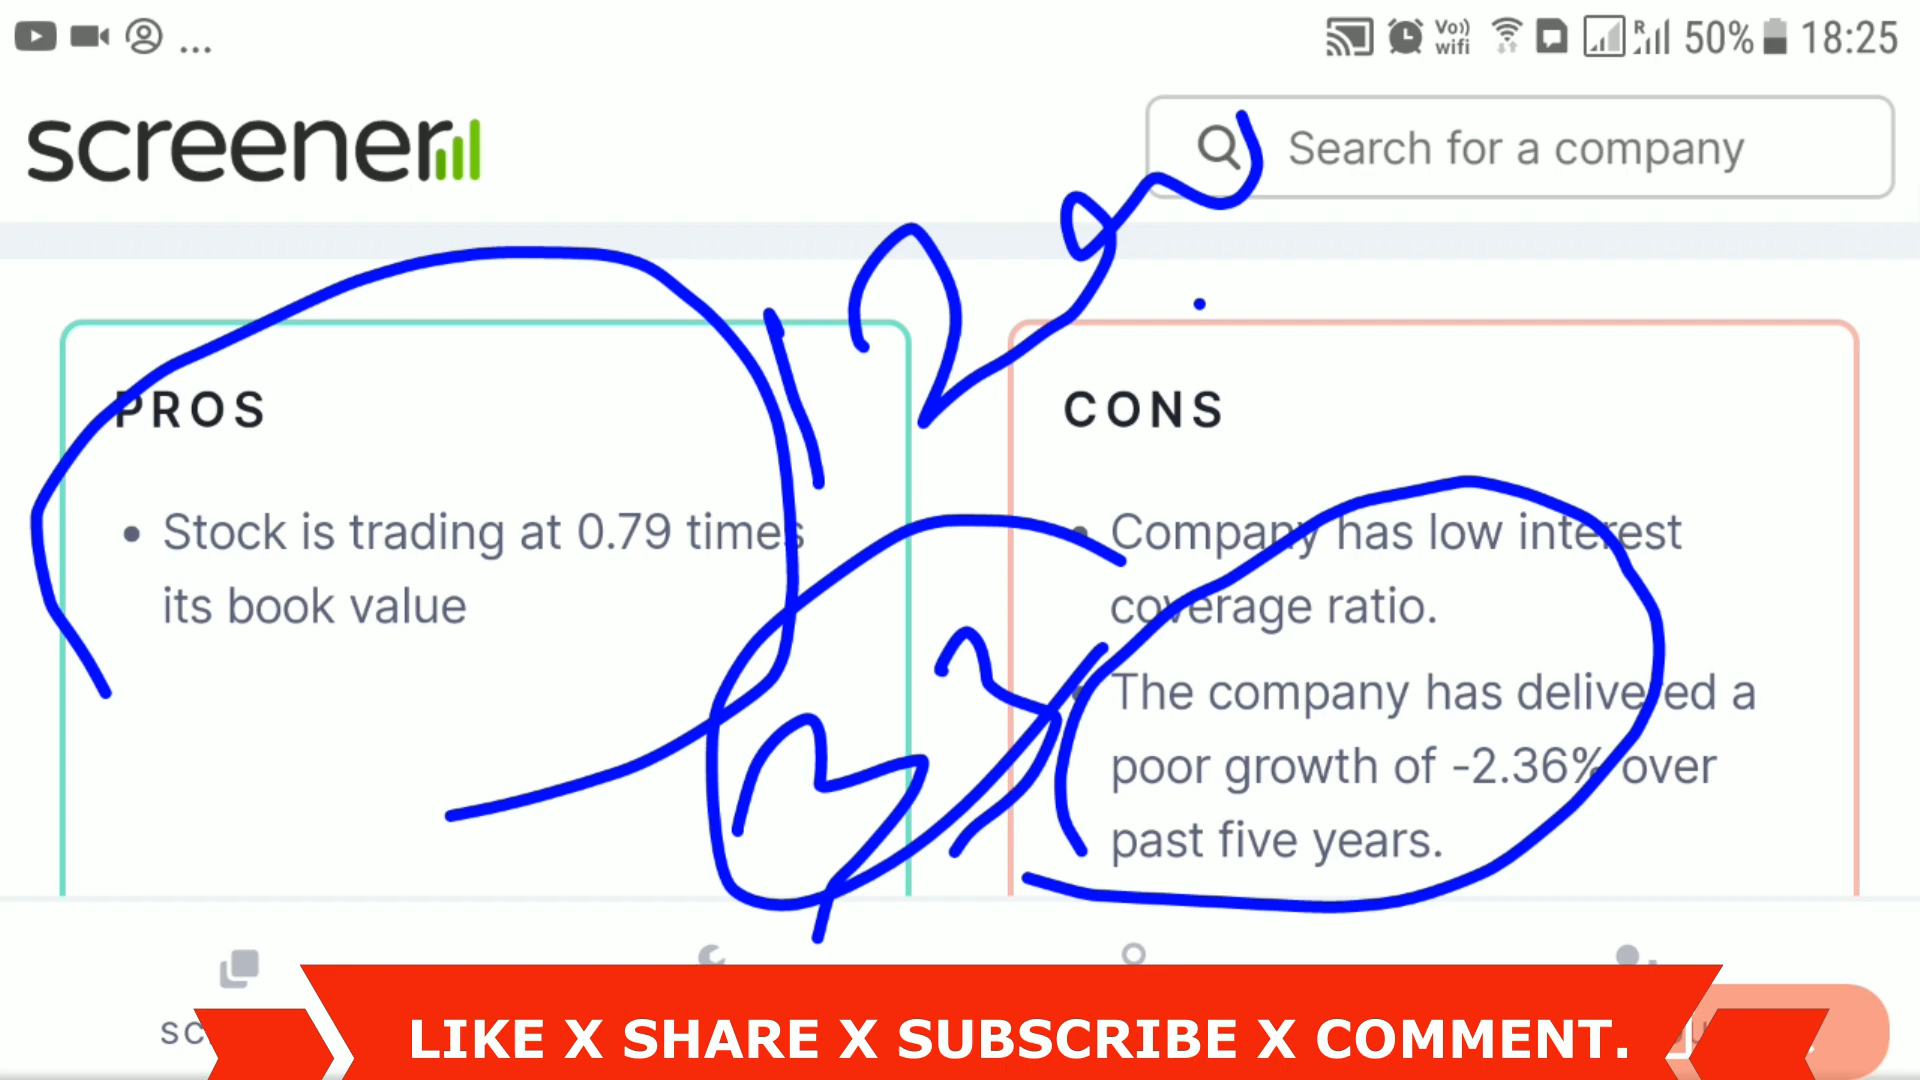 Vo)) wifi R 50% 18:25
screener
Search for a company
PROS
CONS
• Stock is trading at 0.79 times
its book value
• Company has low interest
coverage ratio.
• The company has delivered a
poor growth of -2.36% over
past five years.
LIKE X SHARE X SUBSCRIBE X COMMENT.